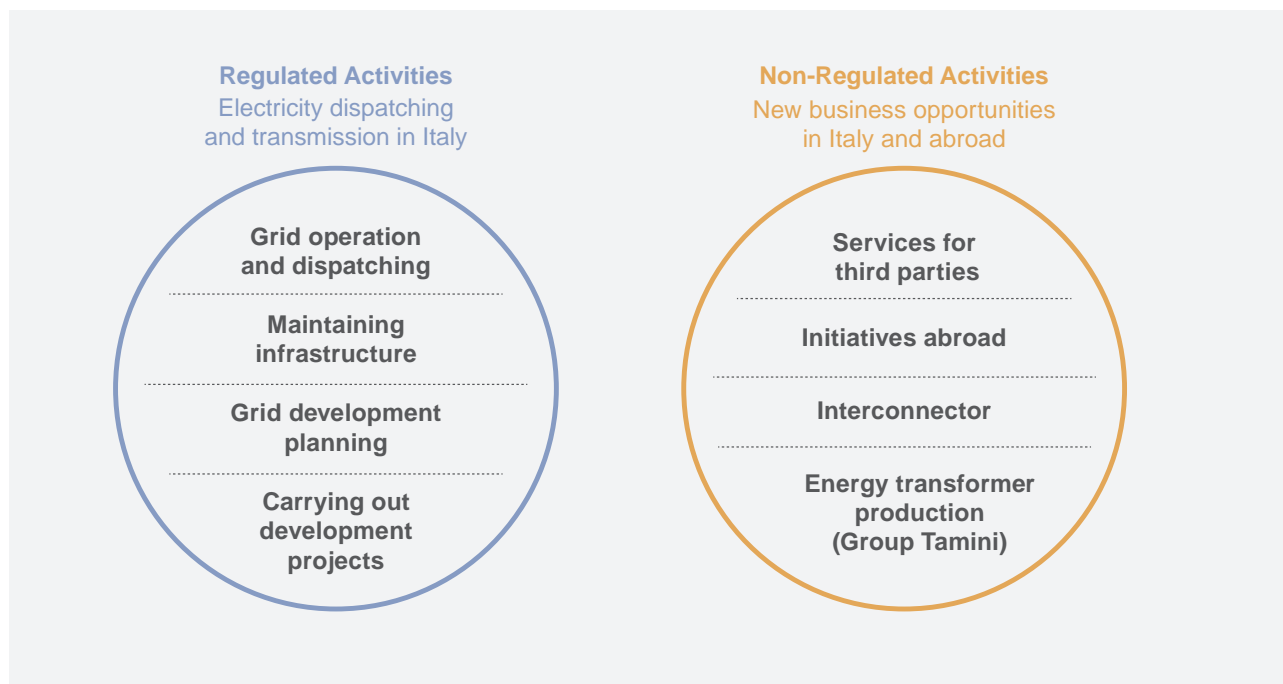 Regulated Activities
Electricity dispatching
and transmission in Italy
Grid operation
and dispatching
Maintaining
infrastructure
Grid development
planning
Carrying out
development
projects
Non-Regulated Activities
New business opportunities
in Italy and abroad
Services for
third parties
Initiatives abroad
Interconnector
Energy transformer
production
(Group Tamini)